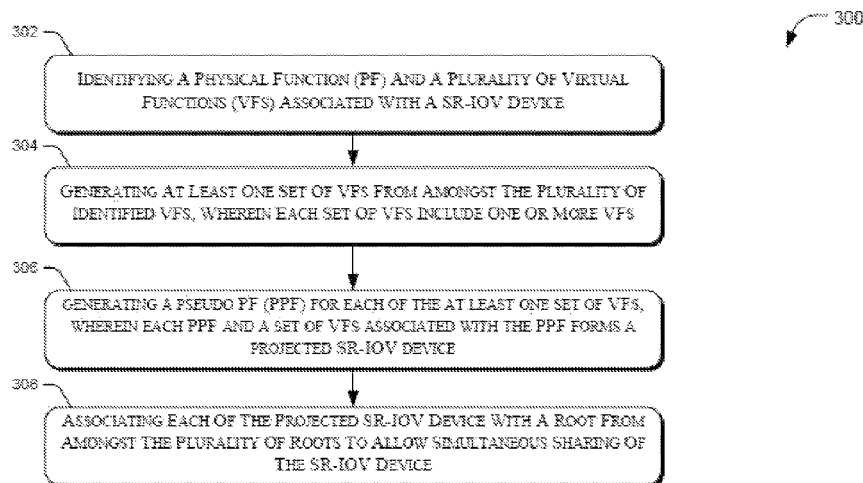 300
302
IDENTIFYING A PHYSICAL FUNCTION (PF) AND A PLURALITY OF VIRTUAL
FUNCTIONS (VFS) ASSOCIATED WITH A SR-IOV DEVICE
304
GENERATING AT LEAST ONE SET OF VFS FROM AMONGST THE PLURALITY OF
IDENTIFIED VFS, WHEREIN EACH SET OF VFS INCLUDE ONE OR MORE VFS
306
GENERATING A PSEUDO PF (PPF) FOR EACH OF THE AT LEAST ONE SET OF VFS,
WHEREIN EACH PPF AND A SET OF VFS ASSOCIATED WITH THE PPF FORMS A
PROJECTED SR-IOV DEVICE
308
ASSOCIATING EACH OF THE PROJECTED SR-IOV DEVICE WITH A ROOT FROM
AMONGST THE PLURALITY OF ROOTS TO ALLOW SIMULTANEOUS SHARING OF
THE SR-IOV DEVICE